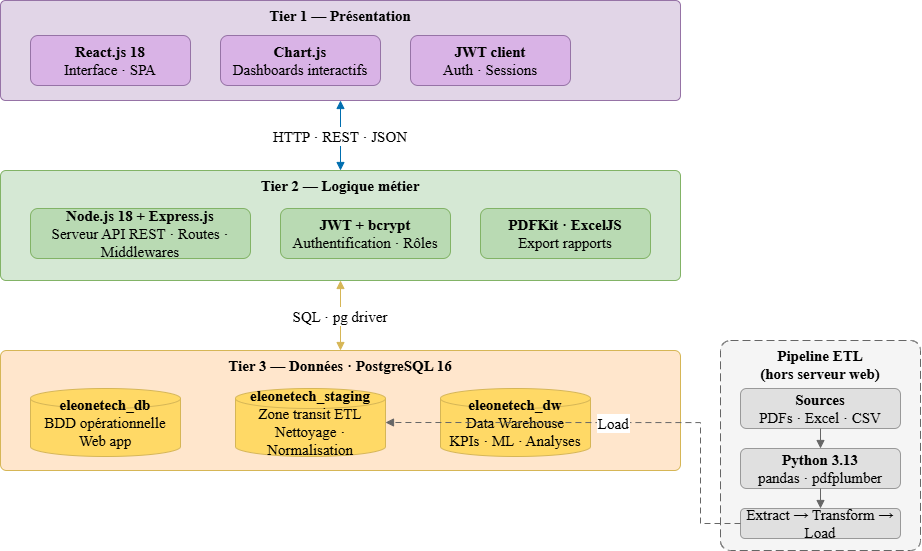 Tier 1 — Présentation
React.js 18
Interface · SPA
Chart.js
Dashboards interactifs
JWT client
Auth · Sessions
HTTP · REST · JSON
Tier 2 — Logique métier
Node.js 18 + Express.js
Serveur API REST · Routes ·
Middlewares
JWT + bcrypt
Authentification · Rôles
PDFKit · ExcelJS
Export rapports
SQL · pg driver
Tier 3 — Données · PostgreSQL 16
eleonetech_db
BDD opérationnelle
Web app
eleonetech_staging
Zone transit ETL
Nettoyage ·
Normalisation
eleonetech_dw
Data Warehouse
KPIs · ML · Analyses
Load
Pipeline ETL
(hors serveur web)
Sources
PDFs · Excel · CSV
Python 3.13
pandas · pdfplumber
Extract → Transform →
Load